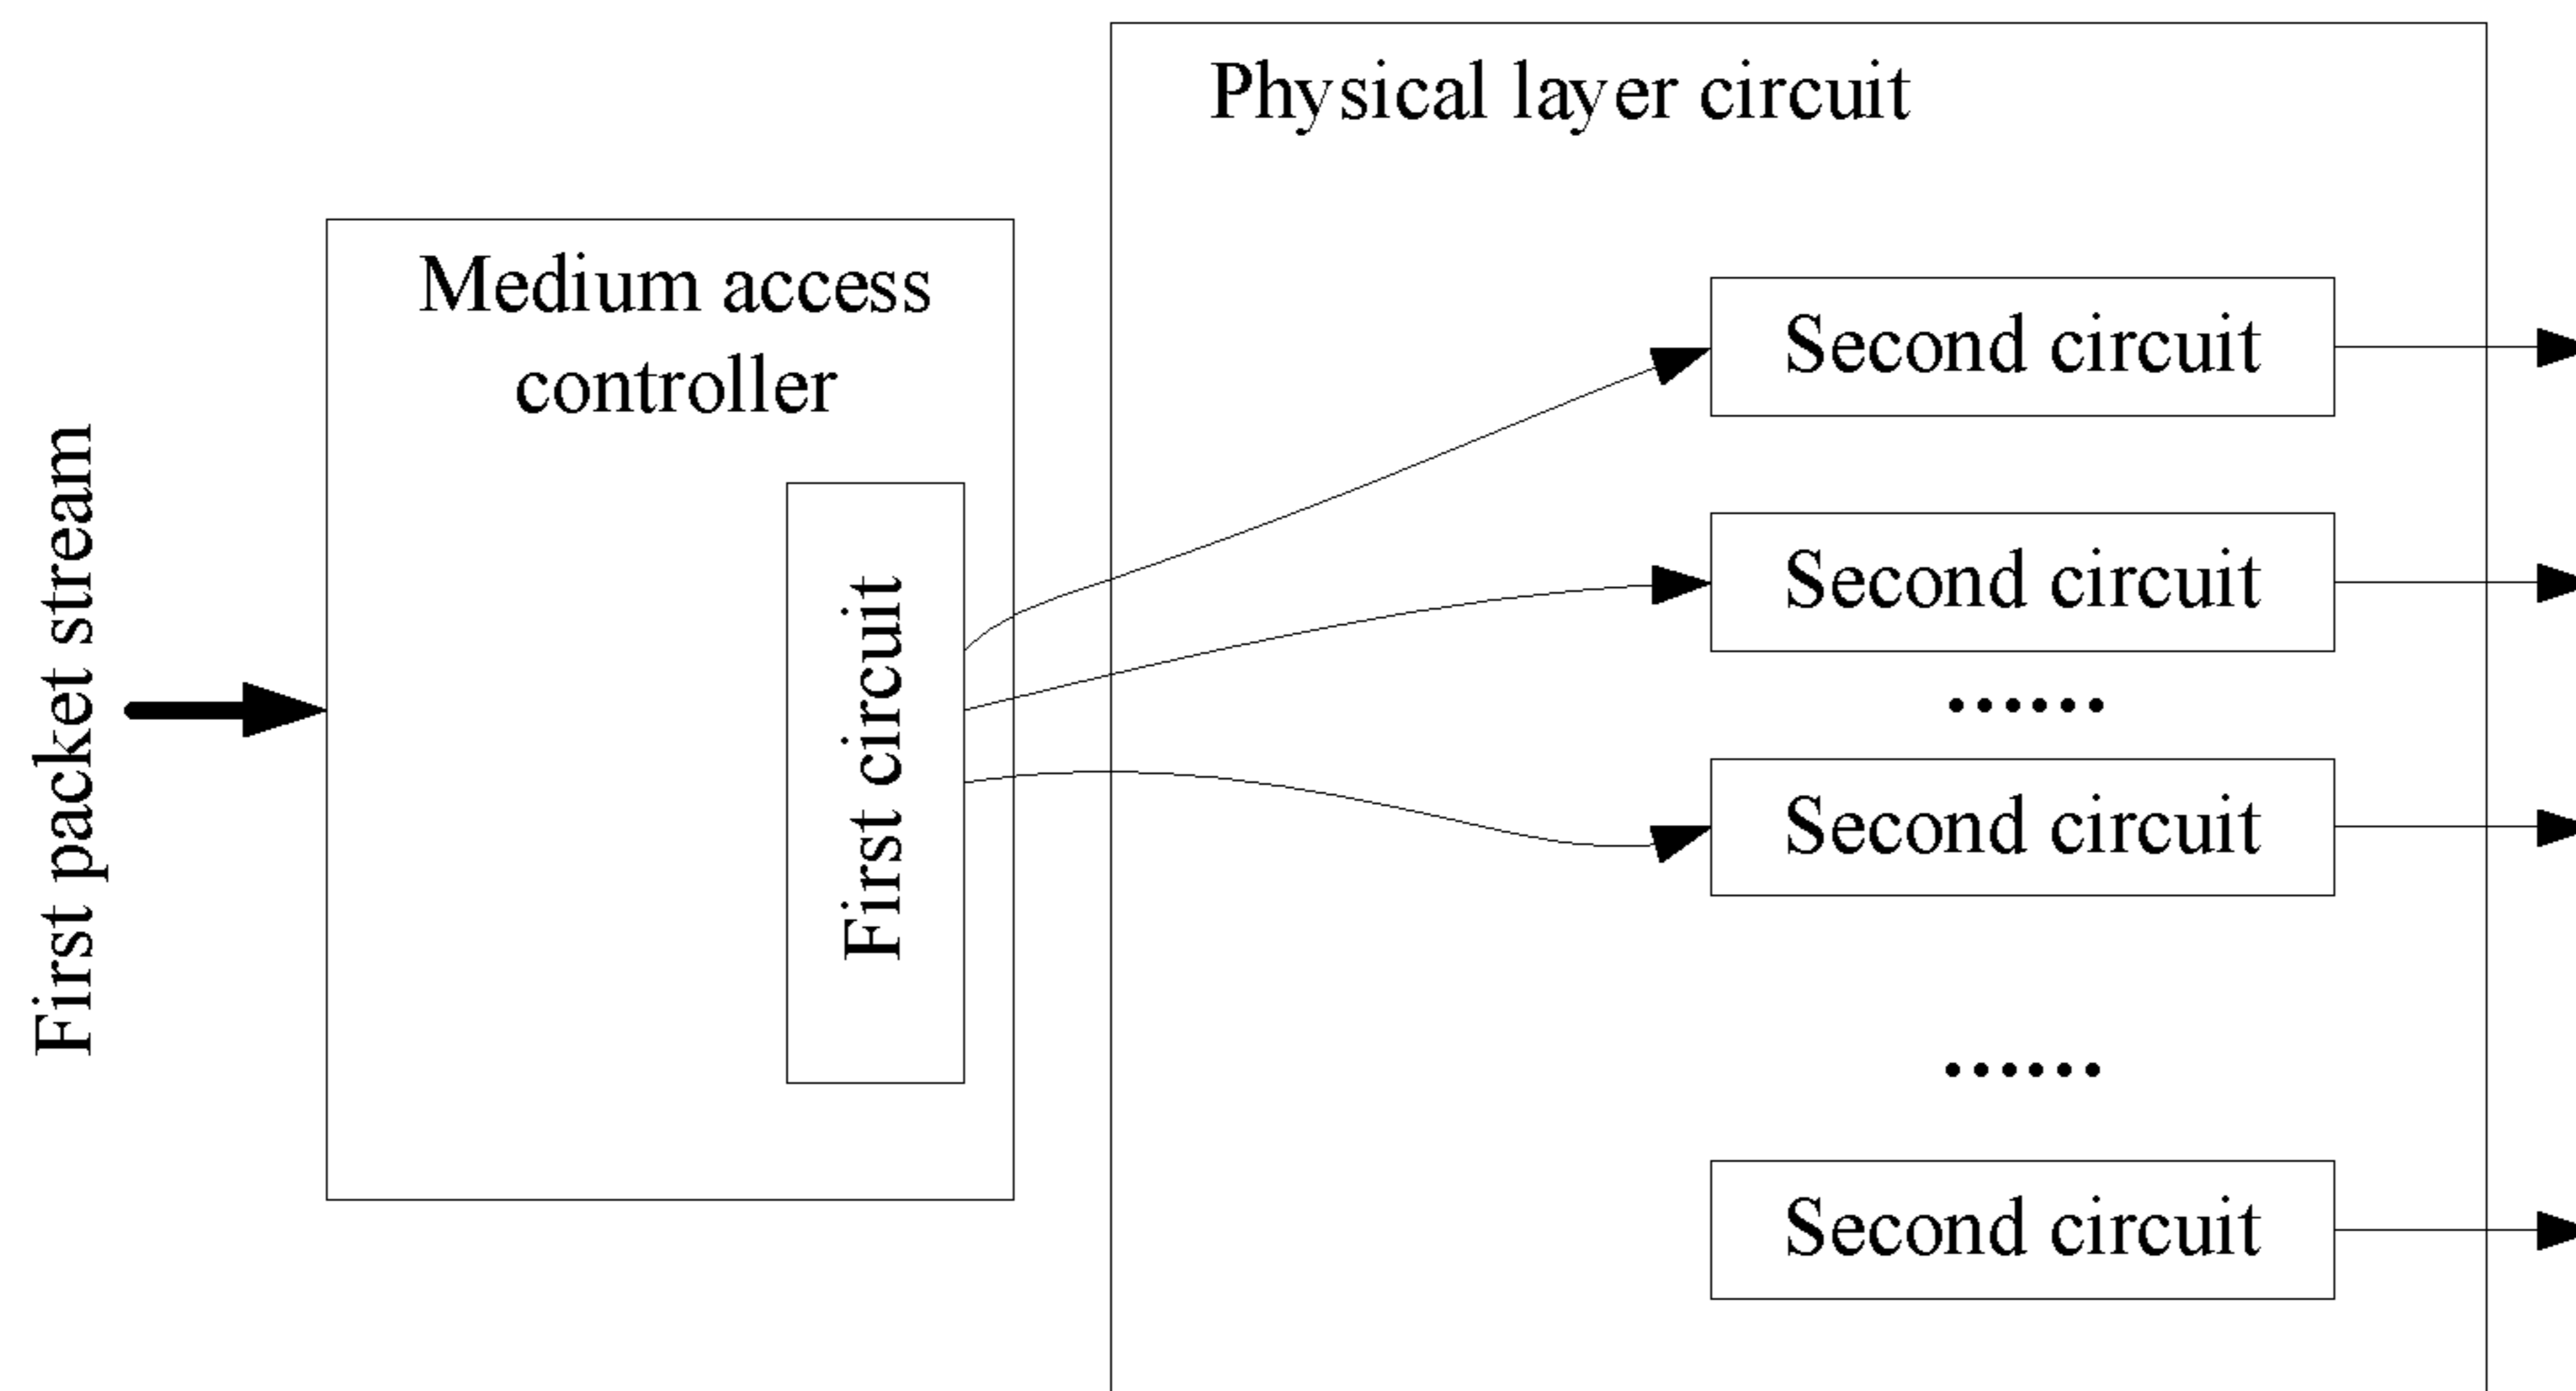 First packet stream
Medium access
controller
First circuit
Physical layer circuit
Second circuit
Second circuit
......
Second circuit
......
Second circuit